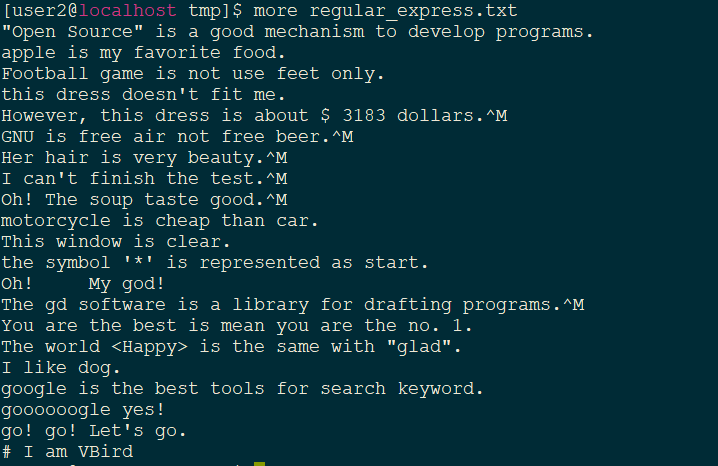 [user2@localhost tmp]$ more regular_express.txt
"Open Source" is a good mechanism to develop programs.
apple is my favorite food.
Football game is not use feet only.
this dress doesn't fit me.
However, this dress is about $ 3183 dollars.^M
GNU is free air not free beer.^M
Her hair is very beauty.^M
I can't finish the test.^M
Oh! The soup taste good.^M
motorcycle is cheap than car.
This window is clear.
the symbol '*' is represented as start.
Oh!     My god!
The gd software is a library for drafting programs.^M
You are the best is mean you are the no. 1.
The world <Happy> is the same with "glad".
I like dog.
google is the best tools for search keyword.
goooooogle yes!
go! go! Let's go.
# I am VBird